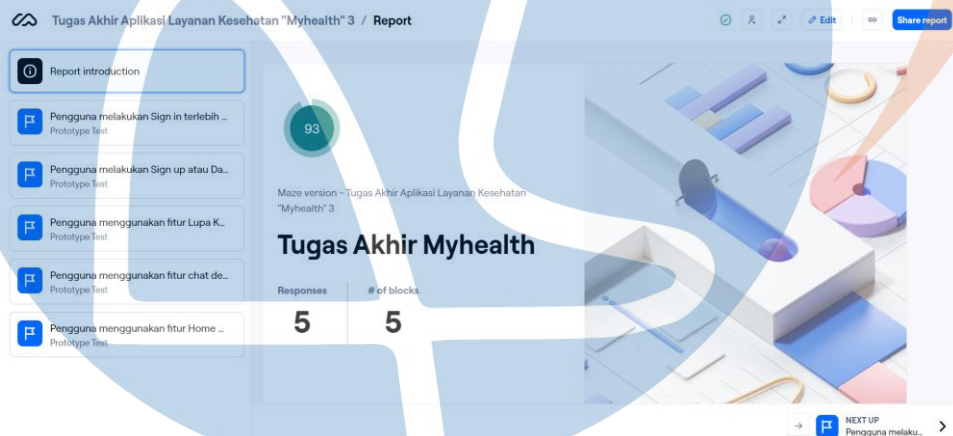 Tugas Akhir Aplikasi Layanan Kesehatan "Myhealth" 3 / Report
Edit
Share report
Report introduction
Pengguna melakukan Sign in terlebih ...
Prototype Test
Pengguna melakukan Sign up atau Da...
Prototype Test
Pengguna menggunakan fitur Lupa K...
Prototype Test
Pengguna menggunakan fitur chat de...
Prototype Test
Pengguna menggunakan fitur Home ...
Prototype Test
93
Maze version - Tugas Akhir Aplikasi Layanan Kesehatan
"Myhealth" 3
Tugas Akhir Myhealth
Responses # of blocks
5 5
NEXT UP
Pengguna melaku...